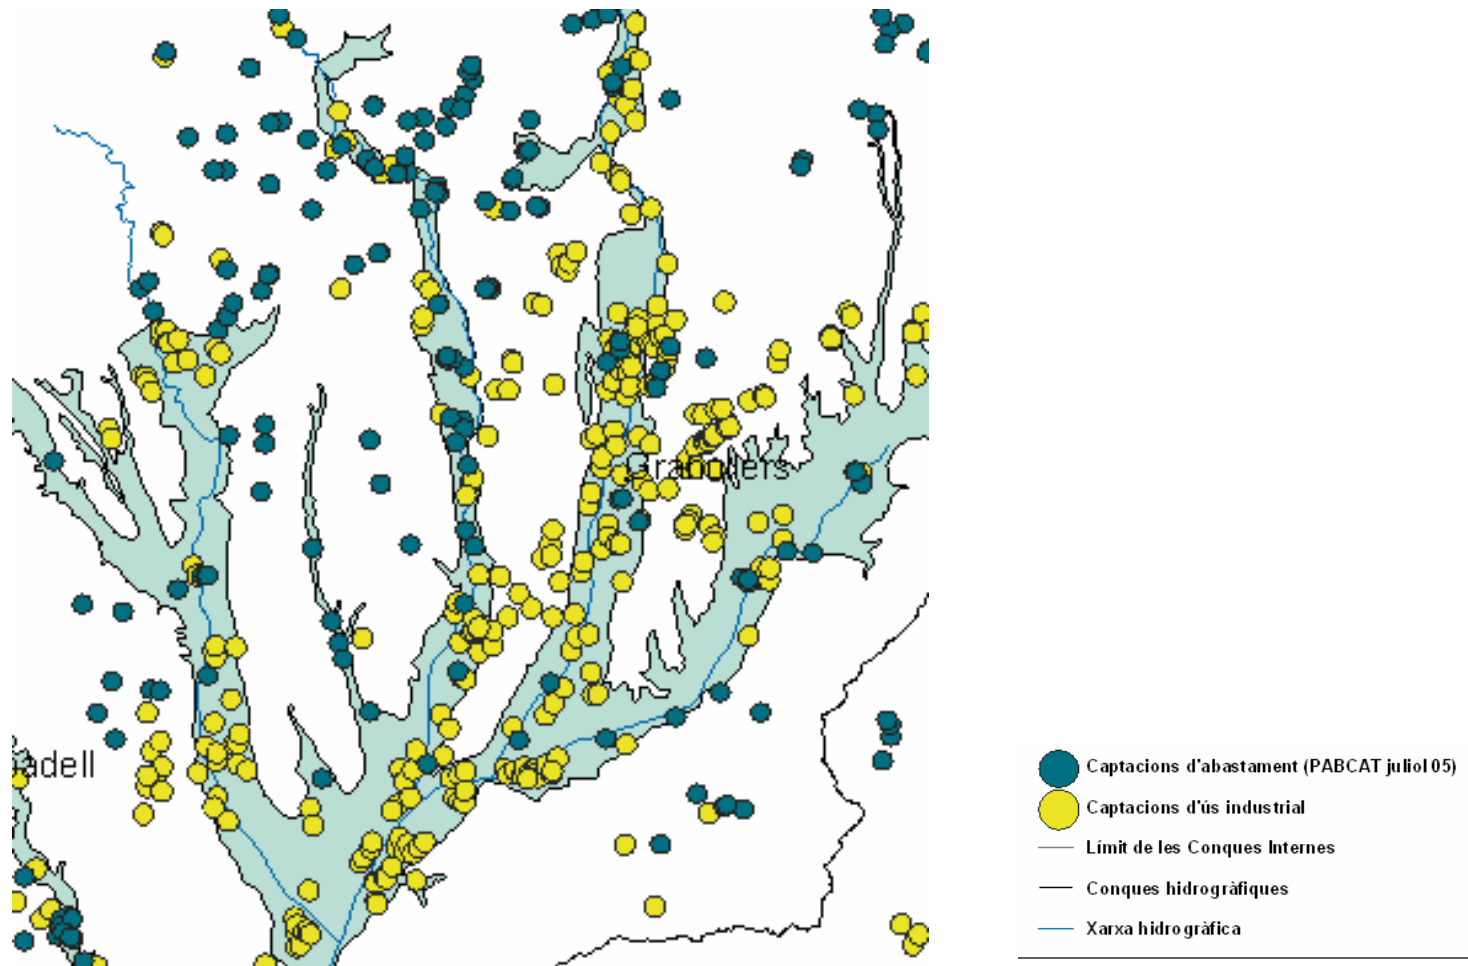 Granollers
adell
Captacions d'abastament (PABCAT juliol 05)
Captacions d'ús industrial
Límit de les Conques Internes
Conques hidrogràfiques
Xarxa hidrogràfica